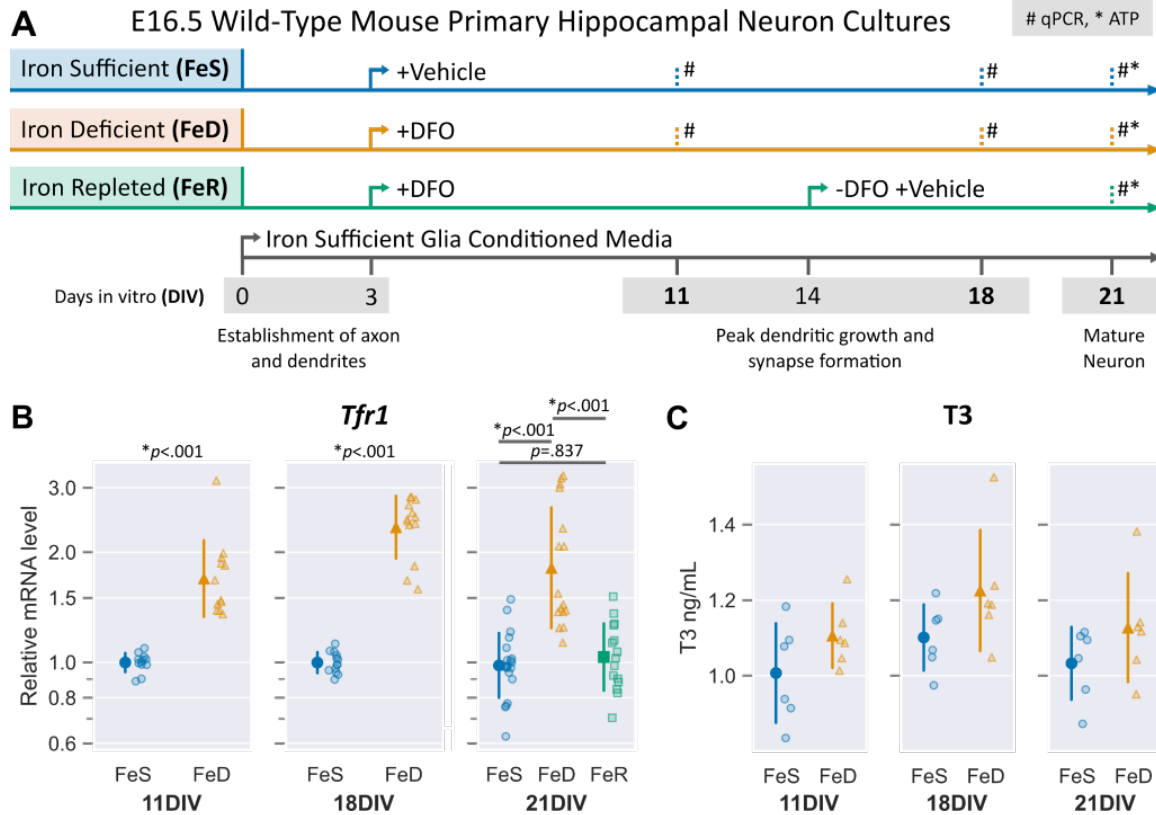 A E16.5 Wild-Type Mouse Primary Hippocampal Neuron Cultures # qPCR, * ATP
Iron Sufficient (FeS) +Vehicle # # #*
Iron Deficient (FeD) +DFO # # #*
Iron Repleted (FeR) +DFO -DFO +Vehicle #*
Iron Sufficient Glia Conditioned Media
Days in vitro (DIV) 0 3 11 14 18 21
Establishment of axon
and dendrites
Peak dendritic growth and
synapse formation
Mature
Neuron
B Tfr1
*p<.001
*p<.001
*p<.001
*p<.001
p=.837
Relative mRNA level
3.0
2.0
1.5
1.0
0.8
0.6
FeS FeD
11DIV
FeS FeD
18DIV
FeS FeD FeR
21DIV
C T3
T3 ng/mL
1.4
1.2
1.0
FeS FeD
11DIV
FeS FeD
18DIV
FeS FeD
21DIV